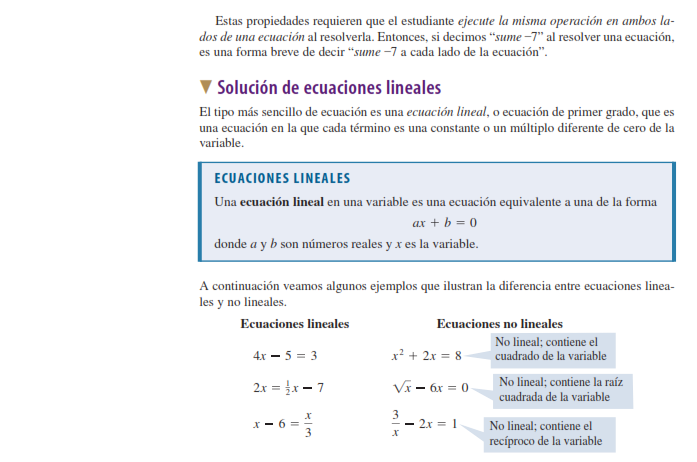 Estas propiedades requieren que el estudiante ejecute la misma operación en ambos la-
dos de una ecuación al resolverla. Entonces, si decimos “sume −7” al resolver una ecuación,
es una forma breve de decir “sume −7 a cada lado de la ecuación”.
▼ Solución de ecuaciones lineales
El tipo más sencillo de ecuación es una ecuación lineal, o ecuación de primer grado, que es
una ecuación en la que cada término es una constante o un múltiplo diferente de cero de la
variable.
ECUACIONES LINEALES
Una ecuación lineal en una variable es una ecuación equivalente a una de la forma
ax + b = 0
donde a y b son números reales y x es la variable.
A continuación veamos algunos ejemplos que ilustran la diferencia entre ecuaciones linea-
les y no lineales.
Ecuaciones lineales Ecuaciones no lineales
4x − 5 = 3 x² + 2x = 8 No lineal; contiene el
cuadrado de la variable
2x = ½x − 7 √x − 6x = 0 No lineal; contiene la raíz
cuadrada de la variable
x − 6 = x/3 3/x − 2x = 1 No lineal; contiene el
recíproco de la variable